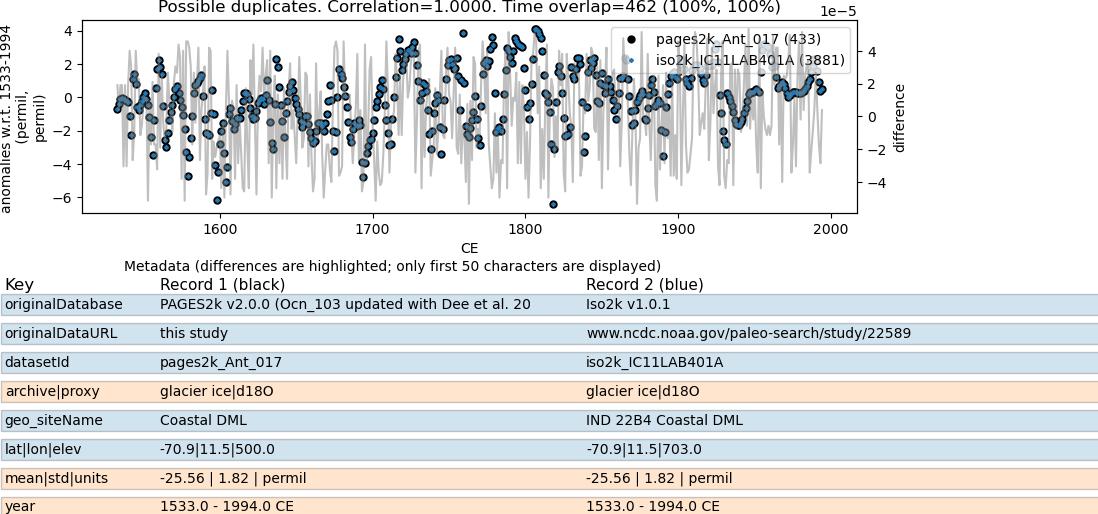 Possible duplicates. Correlation=1.0000. Time overlap=462 (100%, 100%)
1e−5
anomalies w.r.t. 1533-1994
(permil,
permil)
4
2
0
−2
−4
−6
pages2k_Ant_017 (433)
iso2k_IC11LAB401A (3881)
4
2
0
−2
−4
difference
1600 1700 1800 1900 2000
CE
Metadata (differences are highlighted; only first 50 characters are displayed)
Key Record 1 (black) Record 2 (blue)
originalDatabase PAGES2k v2.0.0 (Ocn_103 updated with Dee et al. 20 Iso2k v1.0.1
originalDataURL this study www.ncdc.noaa.gov/paleo-search/study/22589
datasetId pages2k_Ant_017 iso2k_IC11LAB401A
archive|proxy glacier ice|d18O glacier ice|d18O
geo_siteName Coastal DML IND 22B4 Coastal DML
lat|lon|elev -70.9|11.5|500.0 -70.9|11.5|703.0
mean|std|units -25.56 | 1.82 | permil -25.56 | 1.82 | permil
year 1533.0 - 1994.0 CE 1533.0 - 1994.0 CE